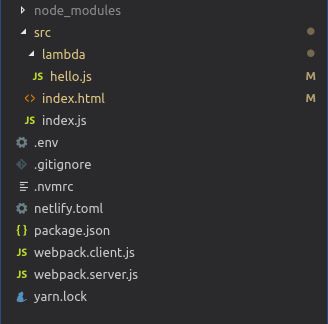 node_modules
src
lambda
JS hello.js M
<> index.html M
JS index.js
.env
.gitignore
.nvmrc
netlify.toml
{} package.json
JS webpack.client.js
JS webpack.server.js
yarn.lock